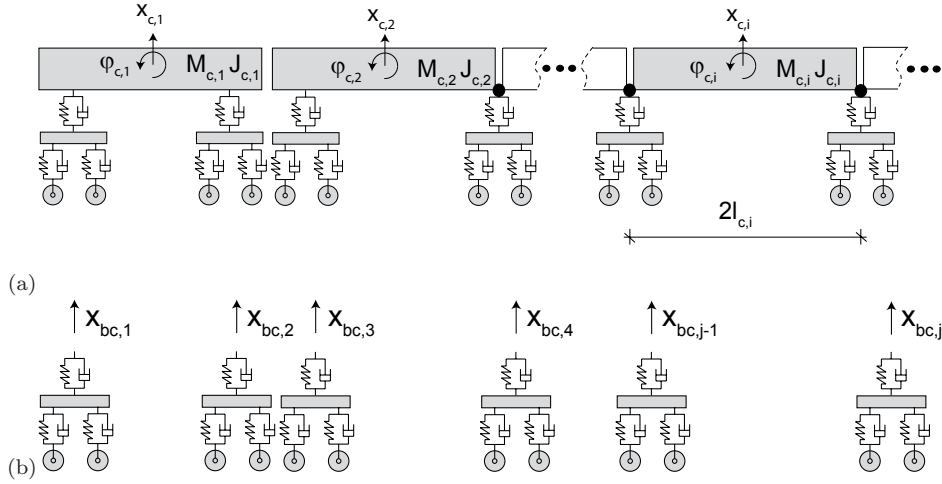 x_{c,1} x_{c,2} x_{c,i}
φ_{c,1} M_{c,1} J_{c,1} φ_{c,2} M_{c,2} J_{c,2} φ_{c,i} M_{c,i} J_{c,i}
2l_{c,i}
(a)
x_{bc,1} x_{bc,2} x_{bc,3} x_{bc,4} x_{bc,j-1} x_{bc,j}
(b)